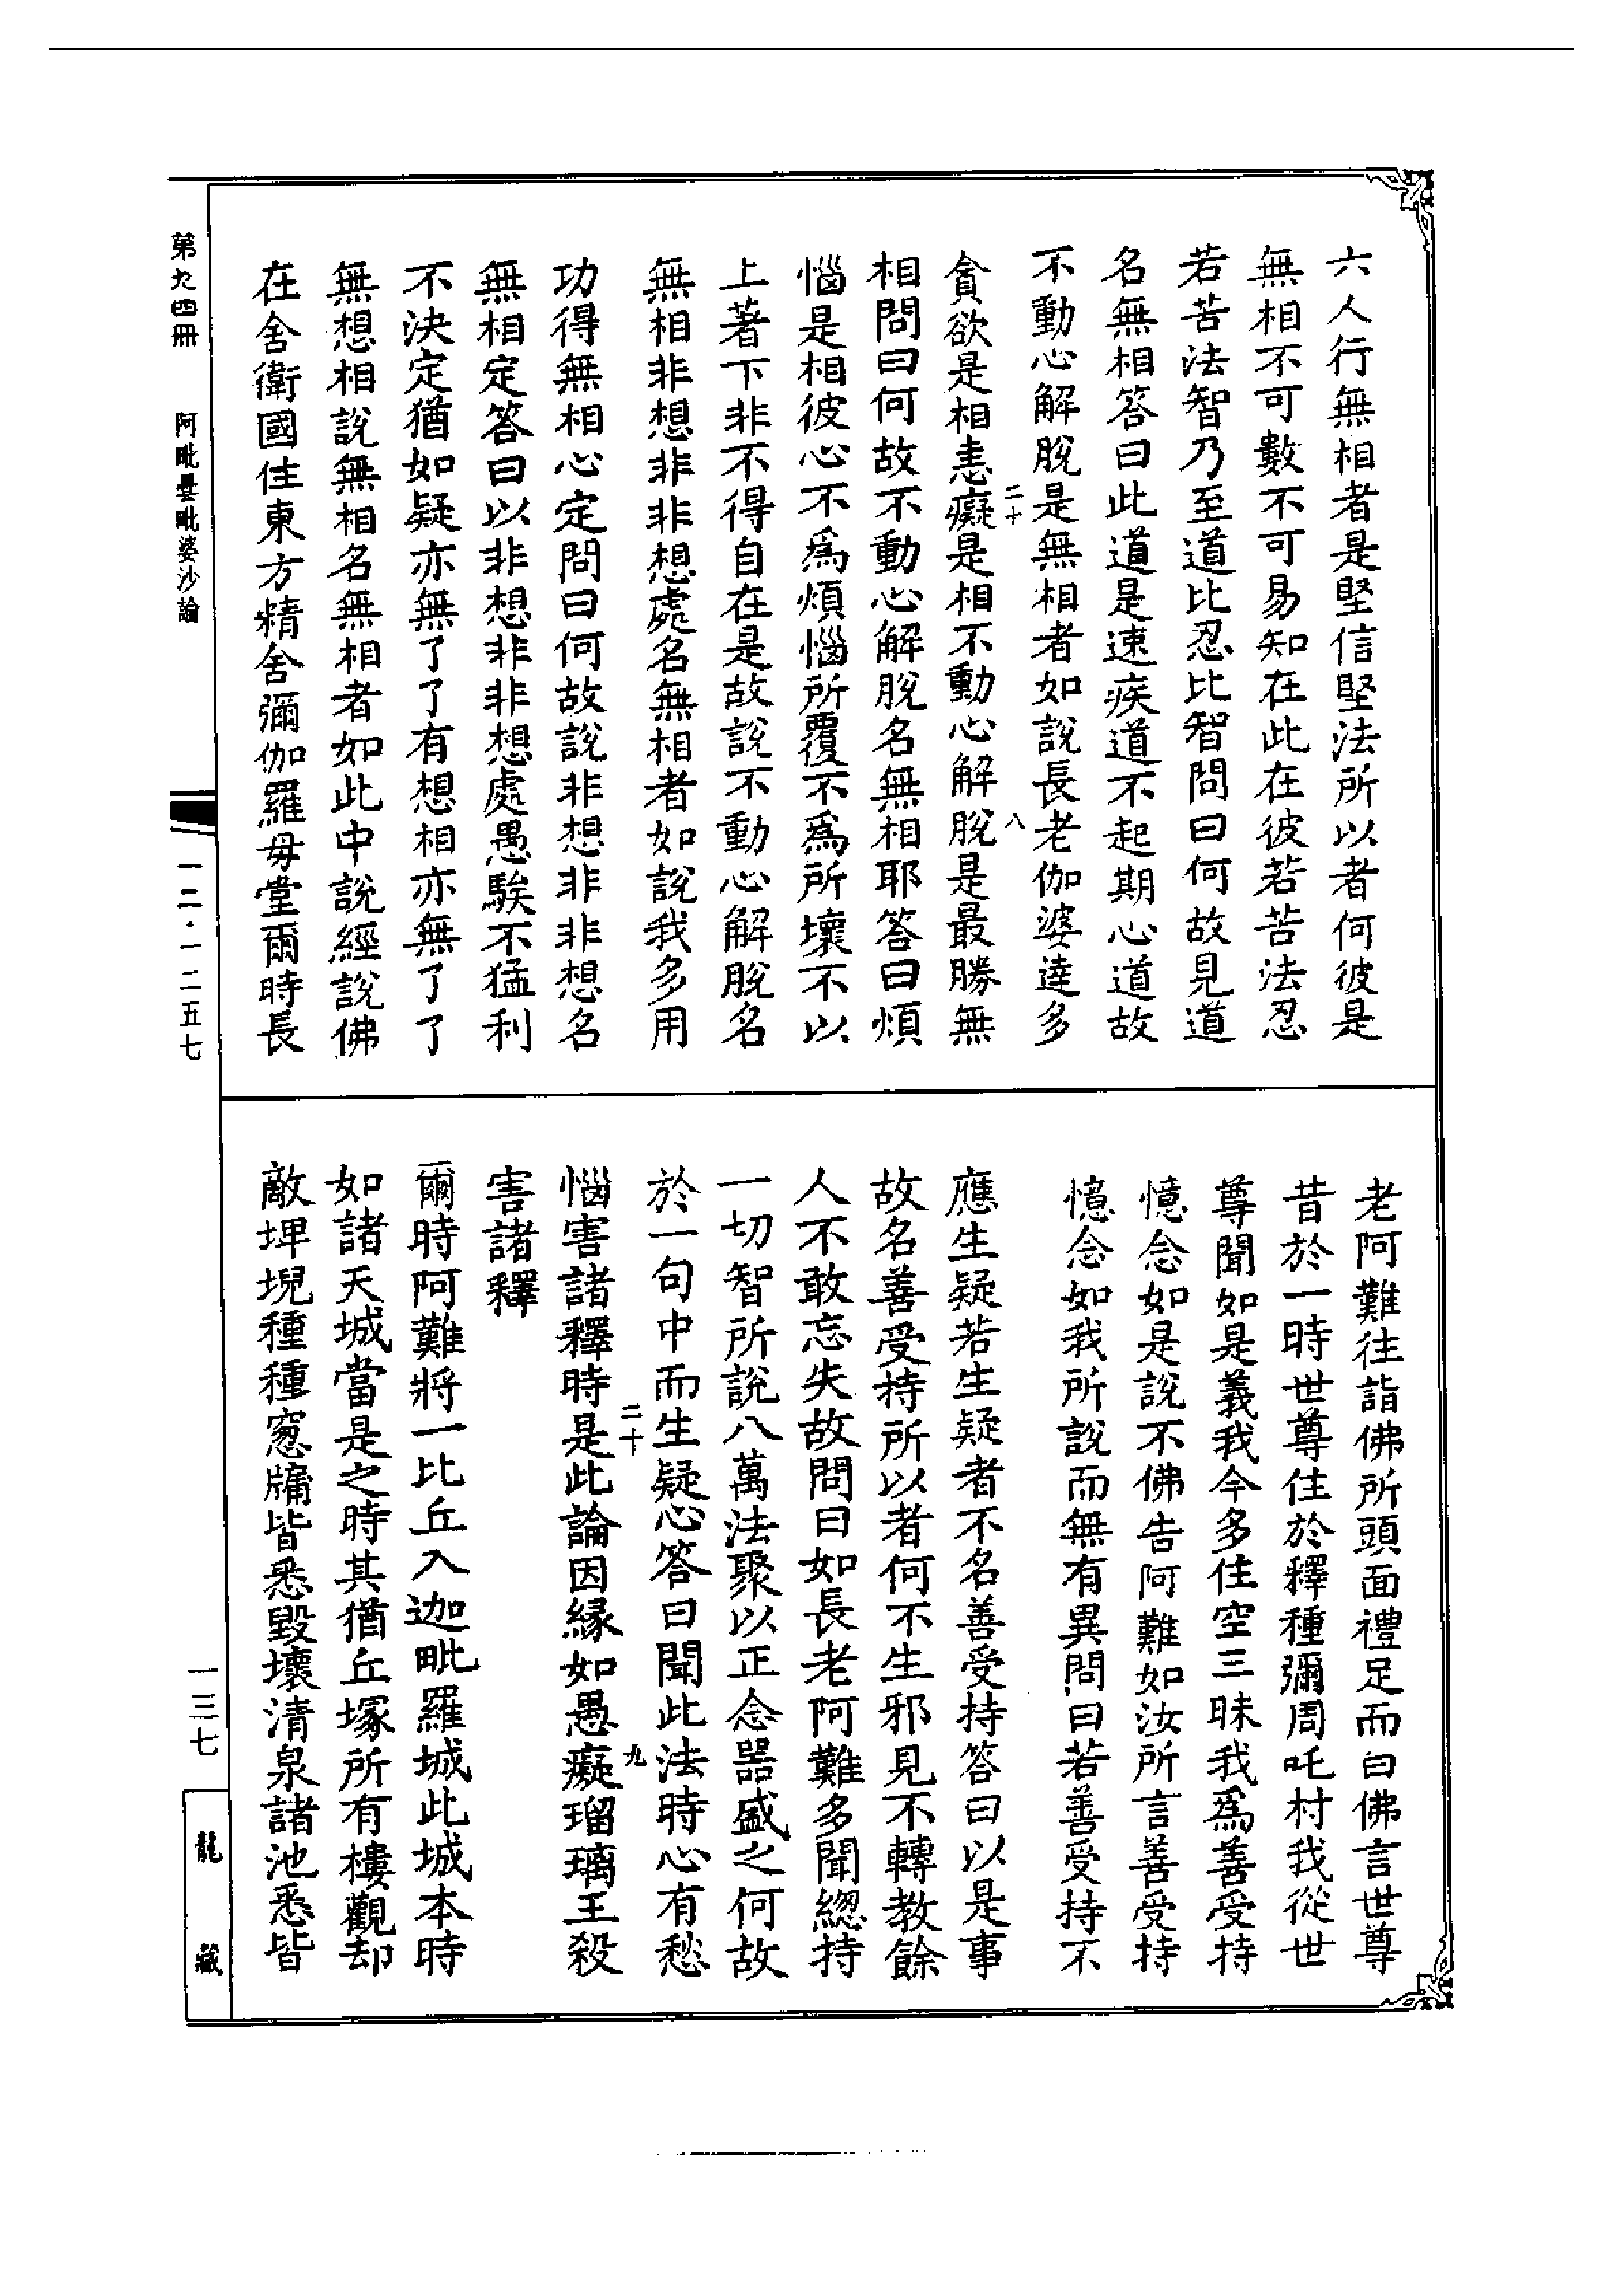 六人行無相者是堅信堅法所以者何彼是
無相不可數不可易知在此在彼若苦法忍
若苦法智乃至道比忍比智問曰何故見道
名無相答曰此道是速疾道不起期心道故
不動心解脫是無相者如說長老伽婆達多
二十
八
貪欲是相恚癡是相不動心解脫是最勝無
相問曰何故不動心解脫名無相耶答曰煩
惱是相彼心不為煩惱所覆不為所壞不以
上著下非不得自在是故說不動心解脫名
無相非想非非想處名無相者如說我多用
功得無相心定問曰何故說非想非非想名
無相定答曰以非想非非想處愚騃不猛利
不決定猶如疑亦無了了有想相亦無了了
無想相說無相名無相者如此中說經說佛
在舍衛國住東方精舍彌伽羅母堂爾時長
老阿難往詣佛所頭面禮足而白佛言世尊
昔於一時世尊住於釋種彌周吒村我從世
尊聞如是義我今多住空三昧我為善受持
憶念如是說不佛告阿難如汝所言善受持
憶念如我所說而無有異問曰若善受持不
應生疑若生疑者不名善受持答曰以是事
故名善受持所以者何不生邪見不轉教餘
人不敢忘失故問曰如長老阿難多聞總持
一切智所說八萬法聚以正念器盛之何故
於一句中而生疑心答曰聞此法時心有愁
二十
九
惱害諸釋時是此論因緣如愚癡瑠璃王殺
害諸釋
爾時阿難將一比丘入迦毗羅城此城本時
如諸天城當是之時其猶丘塚所有樓觀却
敵埤堄種種窓牖皆悉毀壞清泉諸池悉皆
第九四冊
阿毗曇毗婆沙論
一二·一二五七
一三七
龍藏